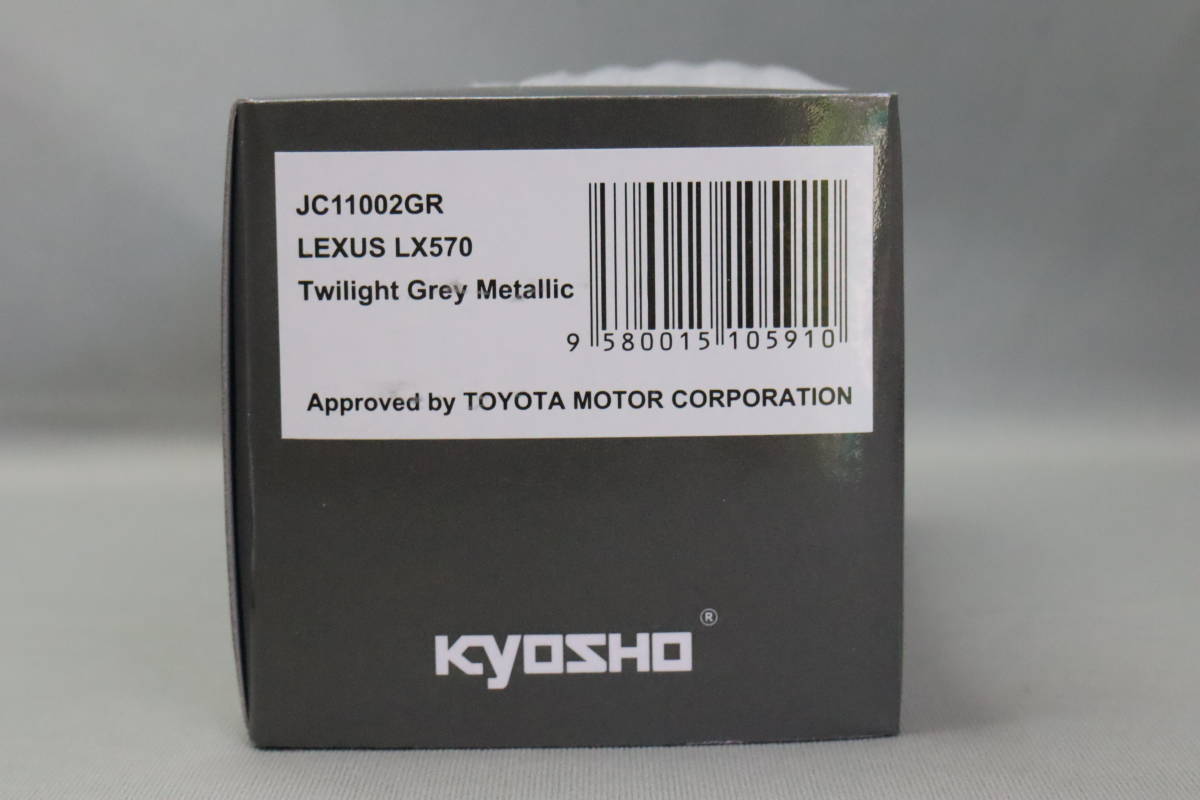 JC11002GR
LEXUS LX570
Twilight Grey Metallic
9 580015 105910
Approved by TOYOTA MOTOR CORPORATION
KYOSHO ®